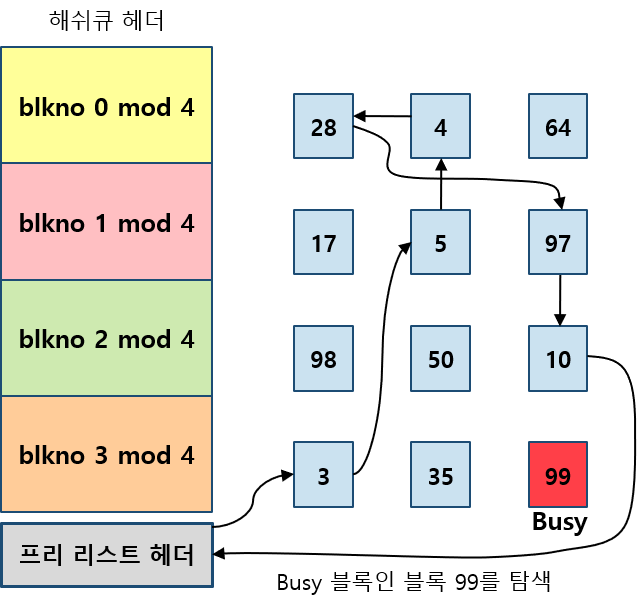 해쉬큐 헤더
blkno 0 mod 4
28 4 64
blkno 1 mod 4
17 5 97
blkno 2 mod 4
98 50 10
blkno 3 mod 4
3 35 99
Busy
프리 리스트 헤더
Busy 블록인 블록 99를 탐색